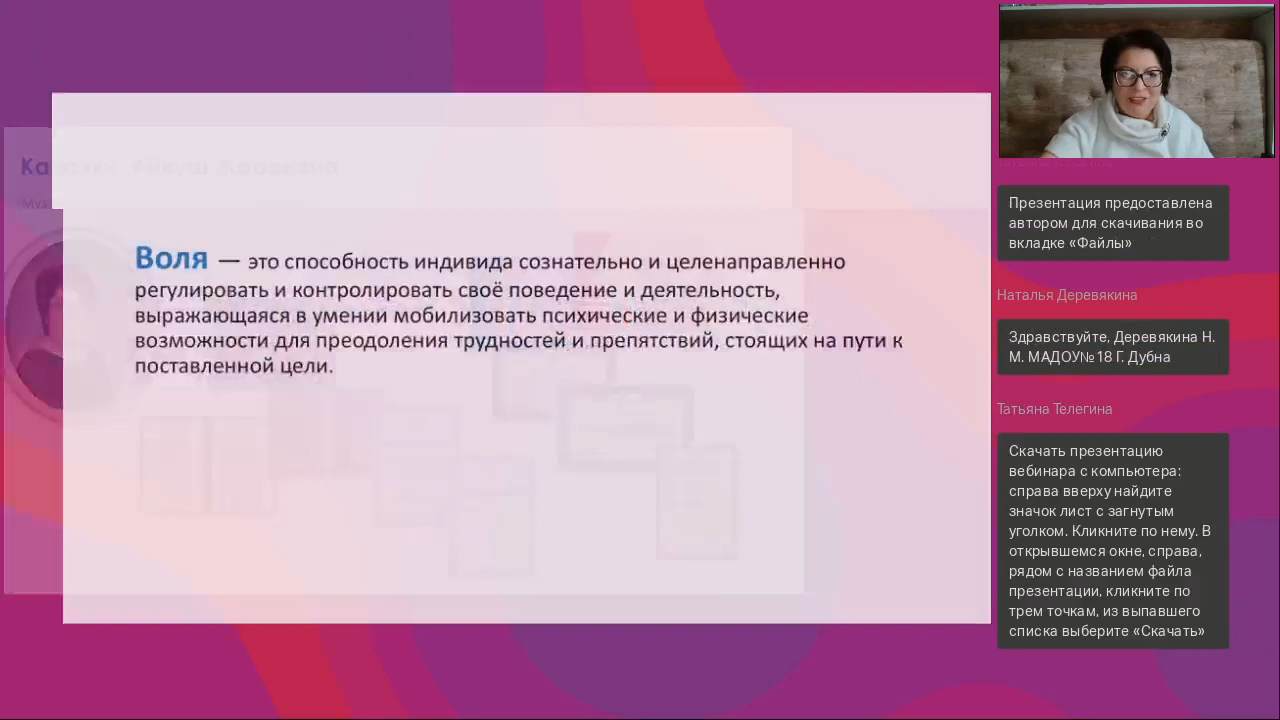 Воля — это способность индивида сознательно и целенаправленно
регулировать и контролировать своё поведение и деятельность,
выражающаяся в умении мобилизовать психические и физические
возможности для преодоления трудностей и препятствий, стоящих на пути к
поставленной цели.
Презентация предоставлена
автором для скачивания во
вкладке «Файлы»
Наталья Деревякина
Здравствуйте, Деревякина Н.
М. МАДОУ№18 Г. Дубна
Татьяна Телегина
Скачать презентацию
вебинара с компьютера:
справа вверху найдите
значок лист с загнутым
уголком. Кликните по нему. В
открывшемся окне, справа,
рядом с названием файла
презентации, кликните по
трем точкам, из выпавшего
списка выберите «Скачать»